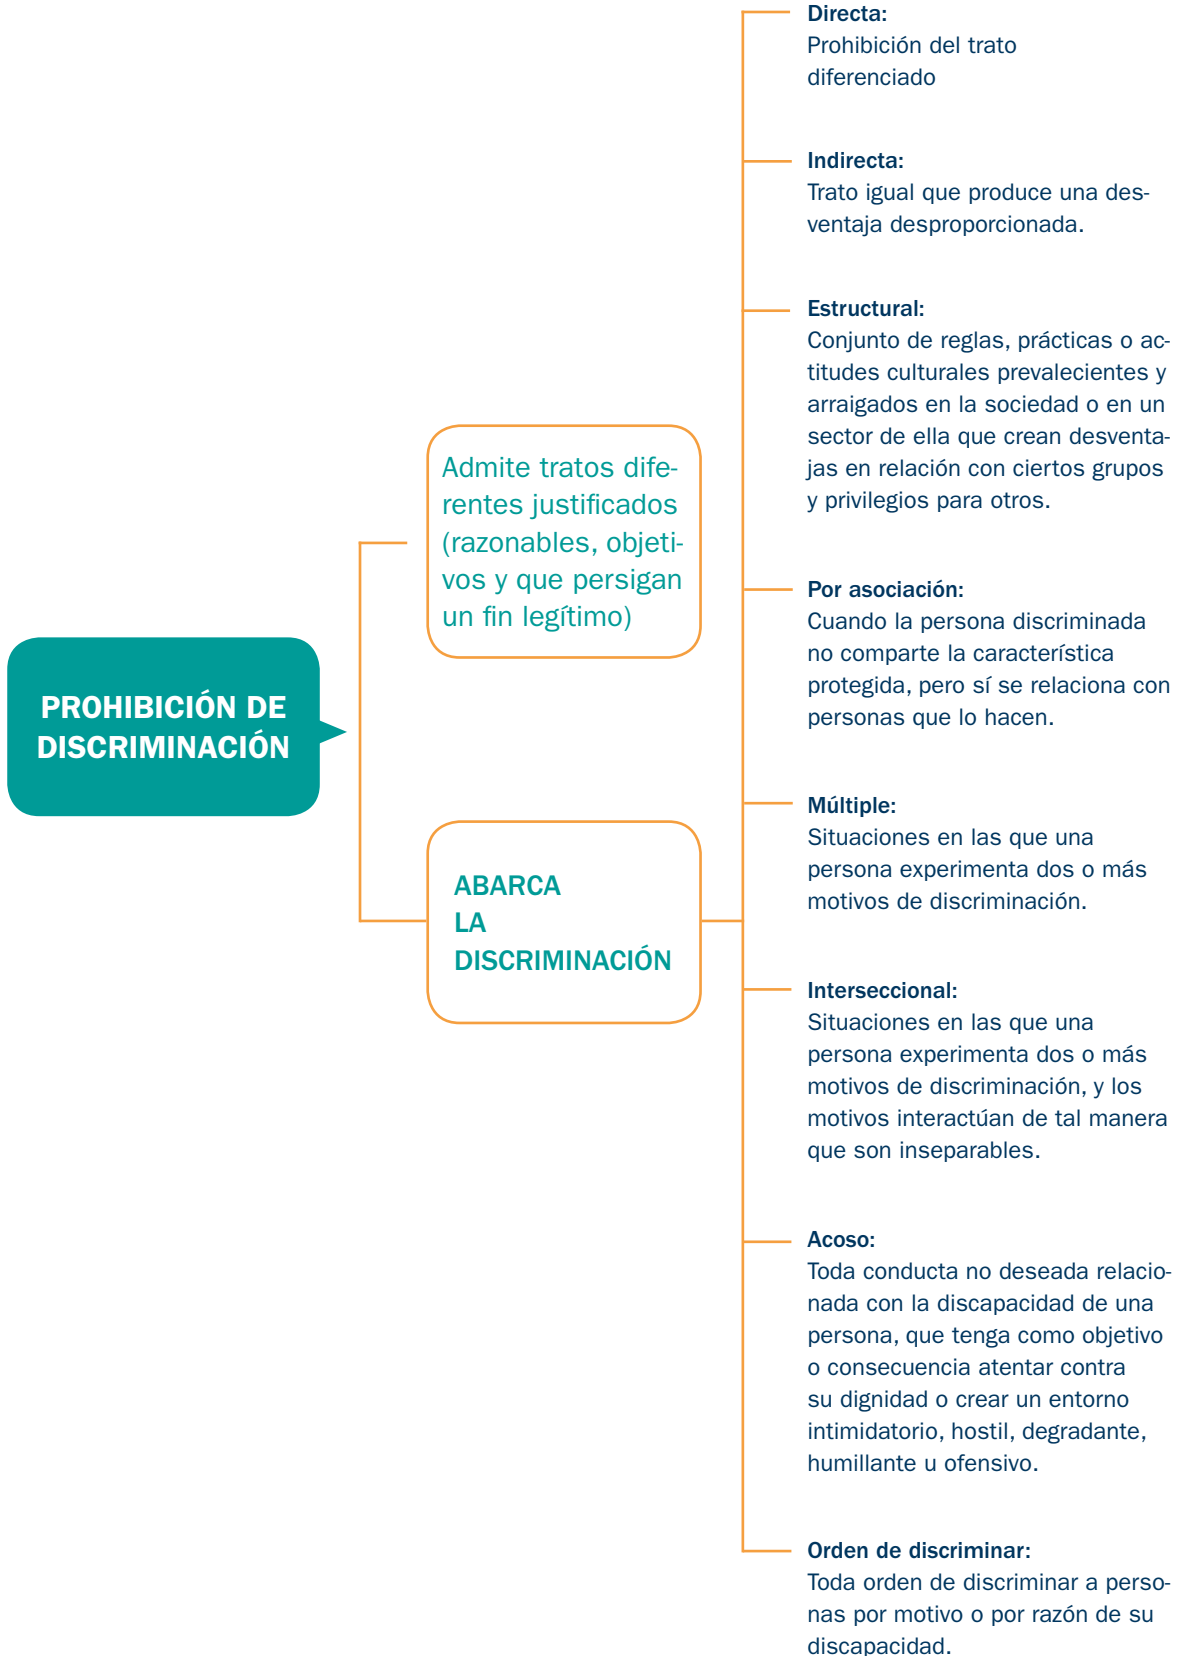 PROHIBICIÓN DE
DISCRIMINACIÓN
Admite tratos dife-
rentes justificados
(razonables, objeti-
vos y que persigan
un fin legítimo)
ABARCA
LA
DISCRIMINACIÓN
Directa:
Prohibición del trato
diferenciado
Indirecta:
Trato igual que produce una des-
ventaja desproporcionada.
Estructural:
Conjunto de reglas, prácticas o ac-
titudes culturales prevalecientes y
arraigados en la sociedad o en un
sector de ella que crean desventa-
jas en relación con ciertos grupos
y privilegios para otros.
Por asociación:
Cuando la persona discriminada
no comparte la característica
protegida, pero sí se relaciona con
personas que lo hacen.
Múltiple:
Situaciones en las que una
persona experimenta dos o más
motivos de discriminación.
Interseccional:
Situaciones en las que una
persona experimenta dos o más
motivos de discriminación, y los
motivos interactúan de tal manera
que son inseparables.
Acoso:
Toda conducta no deseada relacio-
nada con la discapacidad de una
persona, que tenga como objetivo
o consecuencia atentar contra
su dignidad o crear un entorno
intimidatorio, hostil, degradante,
humillante u ofensivo.
Orden de discriminar:
Toda orden de discriminar a perso-
nas por motivo o por razón de su
discapacidad.